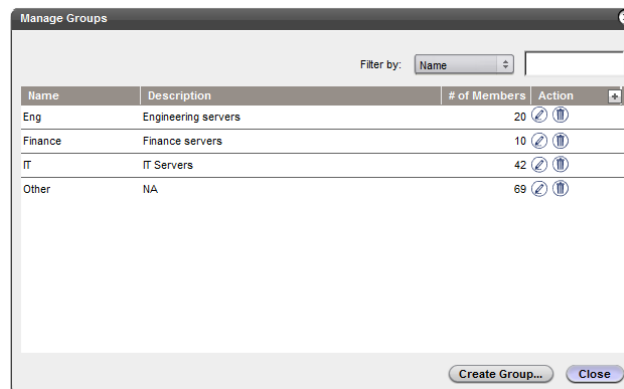 Manage Groups
Filter by: Name
Name Description # of Members Action
Eng Engineering servers 20
Finance Finance servers 10
IT IT Servers 42
Other NA 69
Create Group... Close